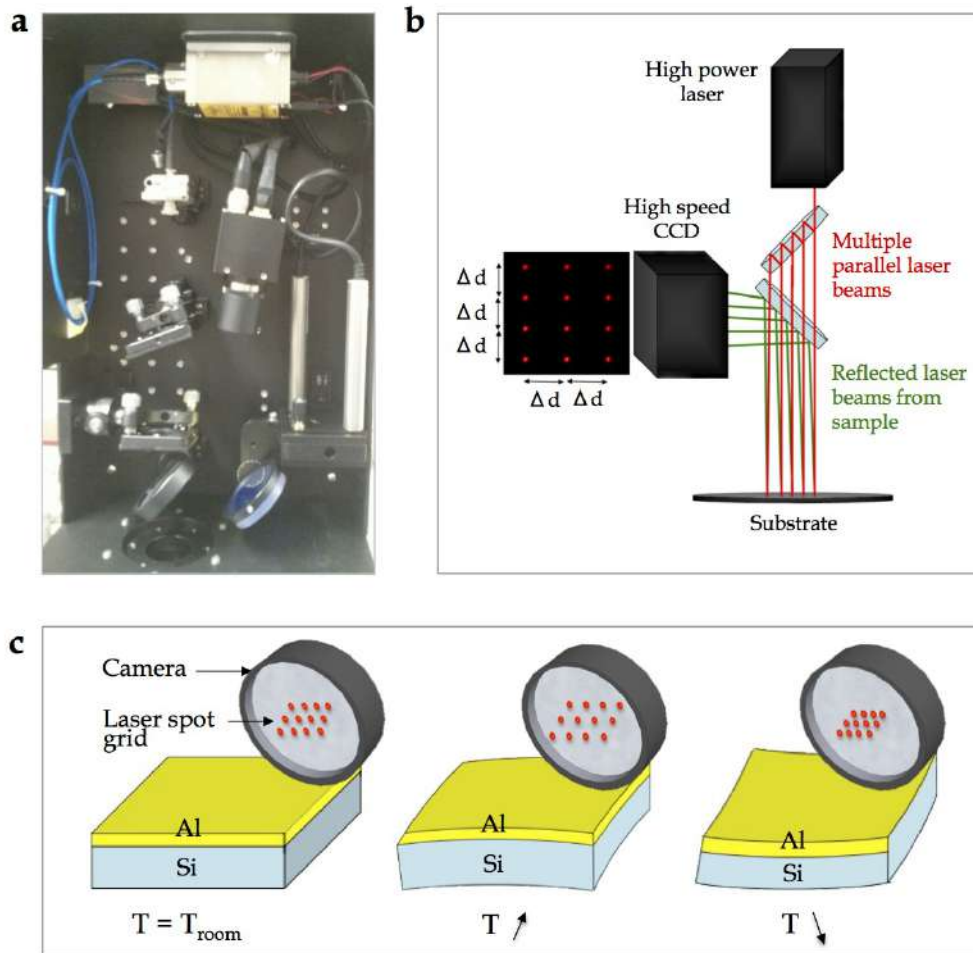 a
b
High power
laser
High speed
CCD
Multiple
parallel laser
beams
Δ d
Δ d
Δ d
Δ d Δ d
Reflected laser
beams from
sample
Substrate
c
Camera
Laser spot
grid
Al
Si
T = Troom
Al
Si
T ↗
Al
Si
T ↘